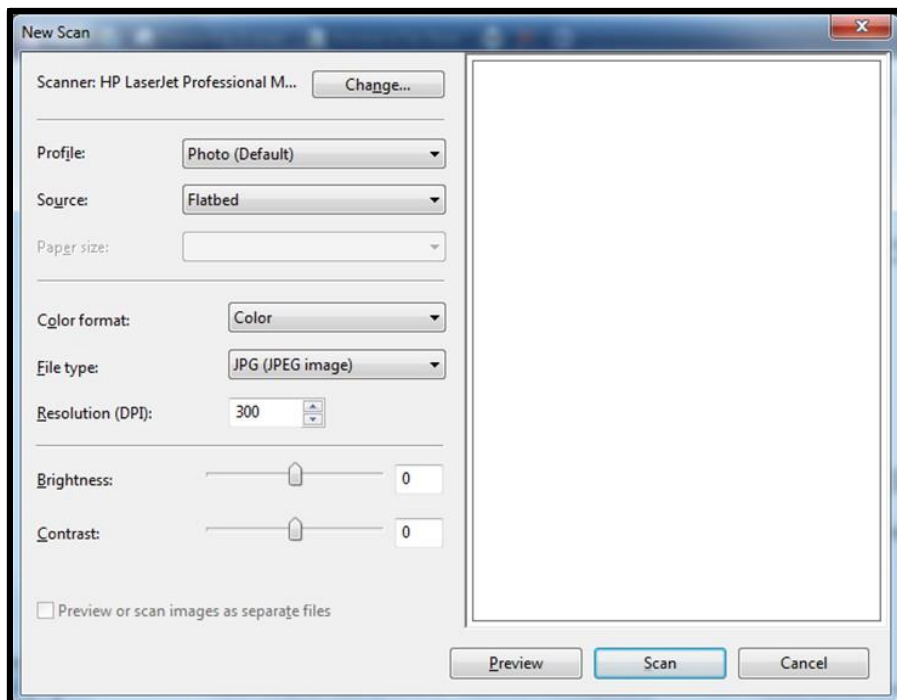 New Scan
Scanner: HP LaserJet Professional M... Change...
Profile: Photo (Default)
Source: Flatbed
Paper size:
Color format: Color
File type: JPG (JPEG image)
Resolution (DPI): 300
Brightness: 0
Contrast: 0
Preview or scan images as separate files
Preview Scan Cancel